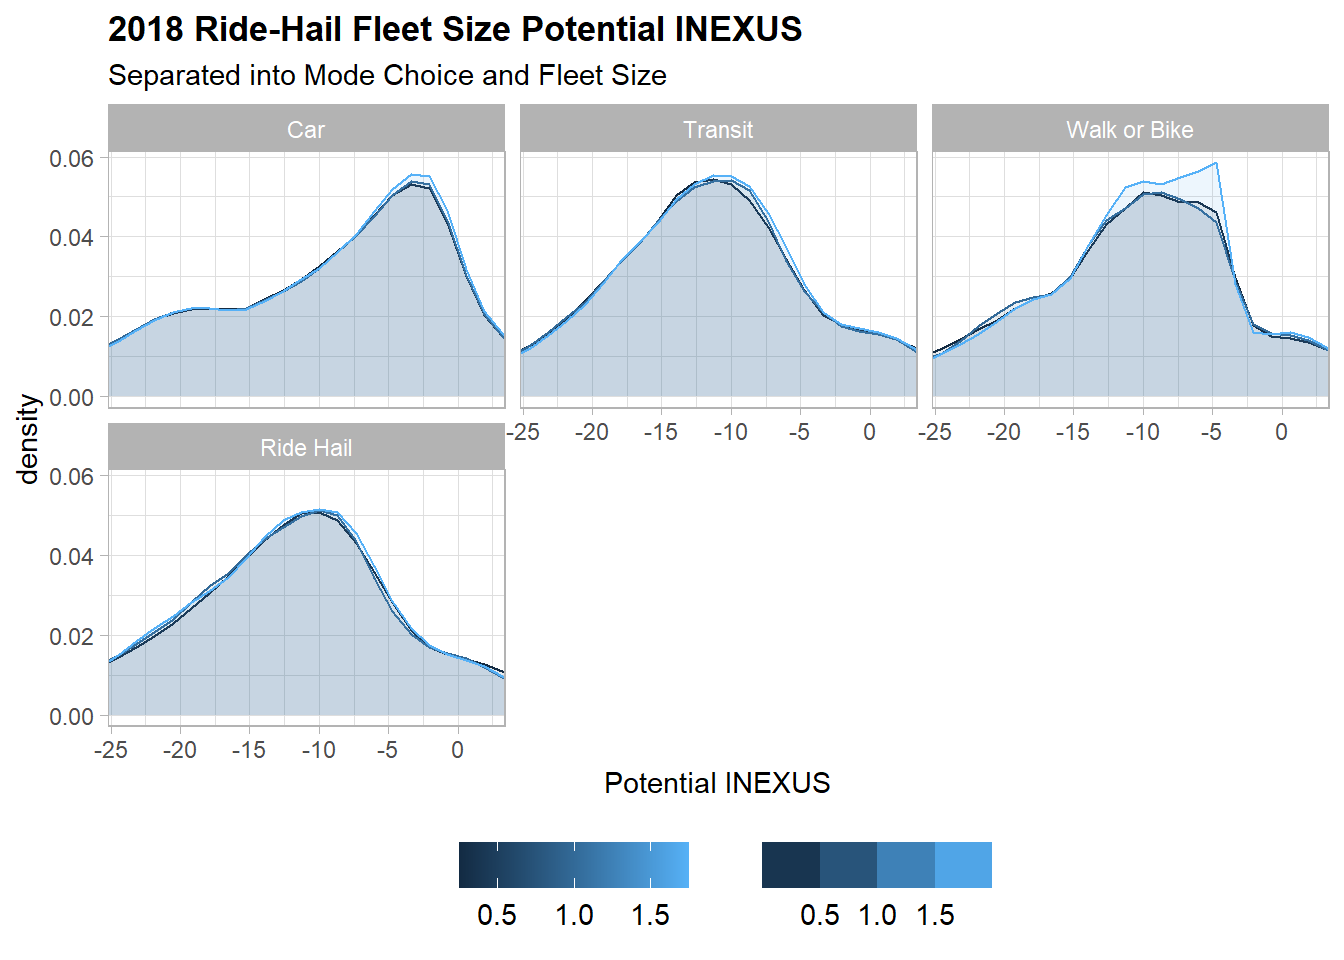 2018 Ride-Hail Fleet Size Potential INEXUS
Separated into Mode Choice and Fleet Size
Car
Transit
Walk or Bike
0.06
0.04
0.02
0.00
-25 -20 -15 -10 -5 0
-25 -20 -15 -10 -5 0
density
Ride Hail
0.06
0.04
0.02
0.00
-25 -20 -15 -10 -5 0
Potential INEXUS
0.5 1.0 1.5
0.5 1.0 1.5